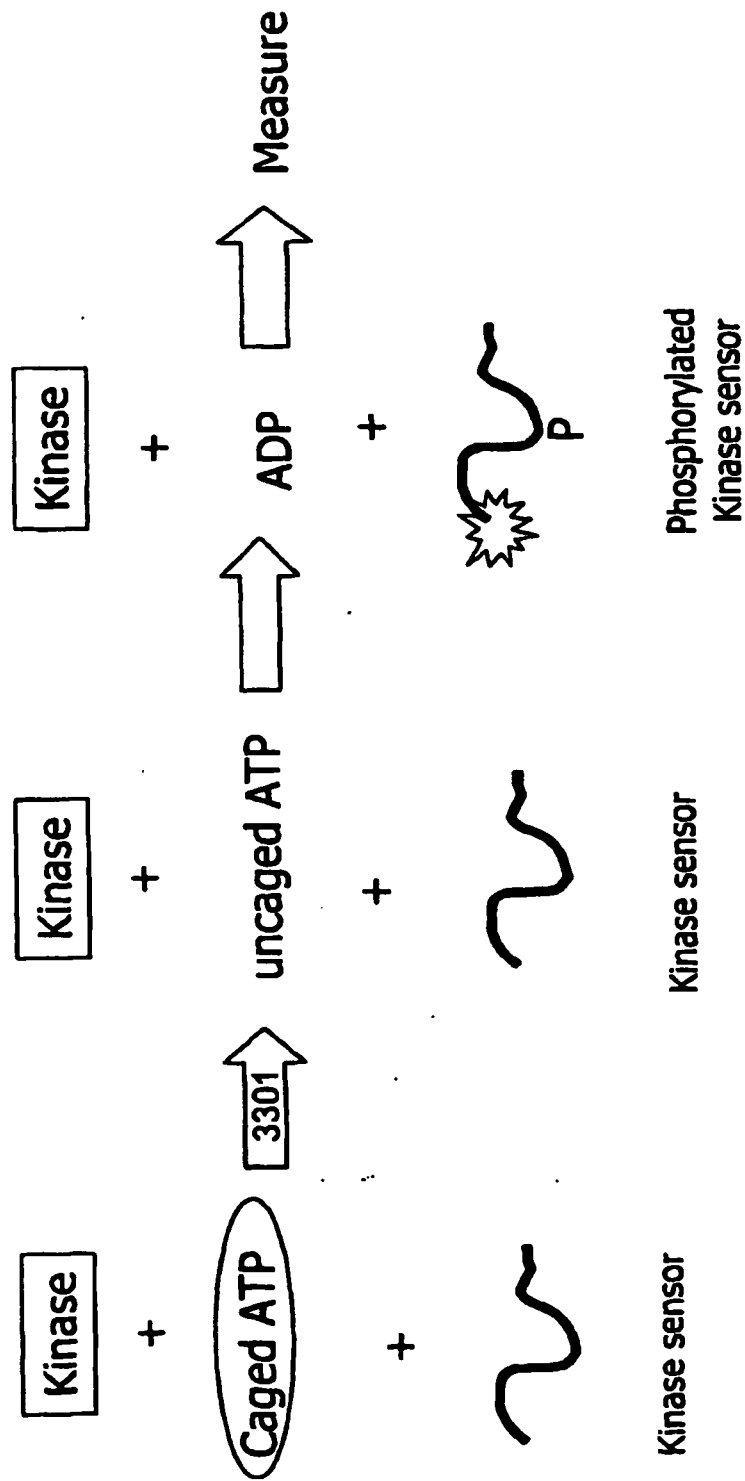 Kinase
+
Caged ATP
+
Kinase sensor
3301
Kinase
+
uncaged ATP
+
Kinase sensor
Kinase
+
ADP
+
P
Phosphorylated
Kinase sensor
Measure